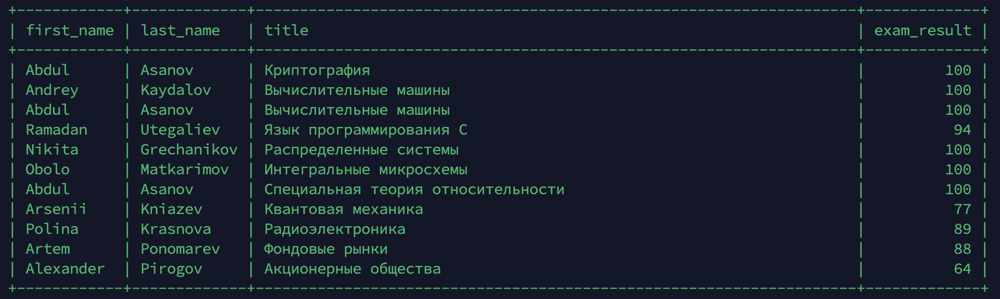 +------------+-------------+--------------------------------------------------------------------+-------------+
| first_name | last_name   | title                                                              | exam_result |
+------------+-------------+--------------------------------------------------------------------+-------------+
| Abdul      | Asanov      | Криптография                                                       |         100 |
| Andrey     | Kaydalov    | Вычислительные машины                                              |         100 |
| Abdul      | Asanov      | Вычислительные машины                                              |         100 |
| Ramadan    | Utegaliev   | Язык программирования C                                            |          94 |
| Nikita     | Grechanikov | Распределенные системы                                             |         100 |
| Obolo      | Matkarimov  | Интегральные микросхемы                                            |         100 |
| Abdul      | Asanov      | Специальная теория относительности                                 |         100 |
| Arsenii    | Kniazev     | Квантовая механика                                                 |          77 |
| Polina     | Krasnova    | Радиоэлектроника                                                   |          89 |
| Artem      | Ponomarev   | Фондовые рынки                                                     |          88 |
| Alexander  | Pirogov     | Акционерные общества                                               |          64 |
+------------+-------------+--------------------------------------------------------------------+-------------+